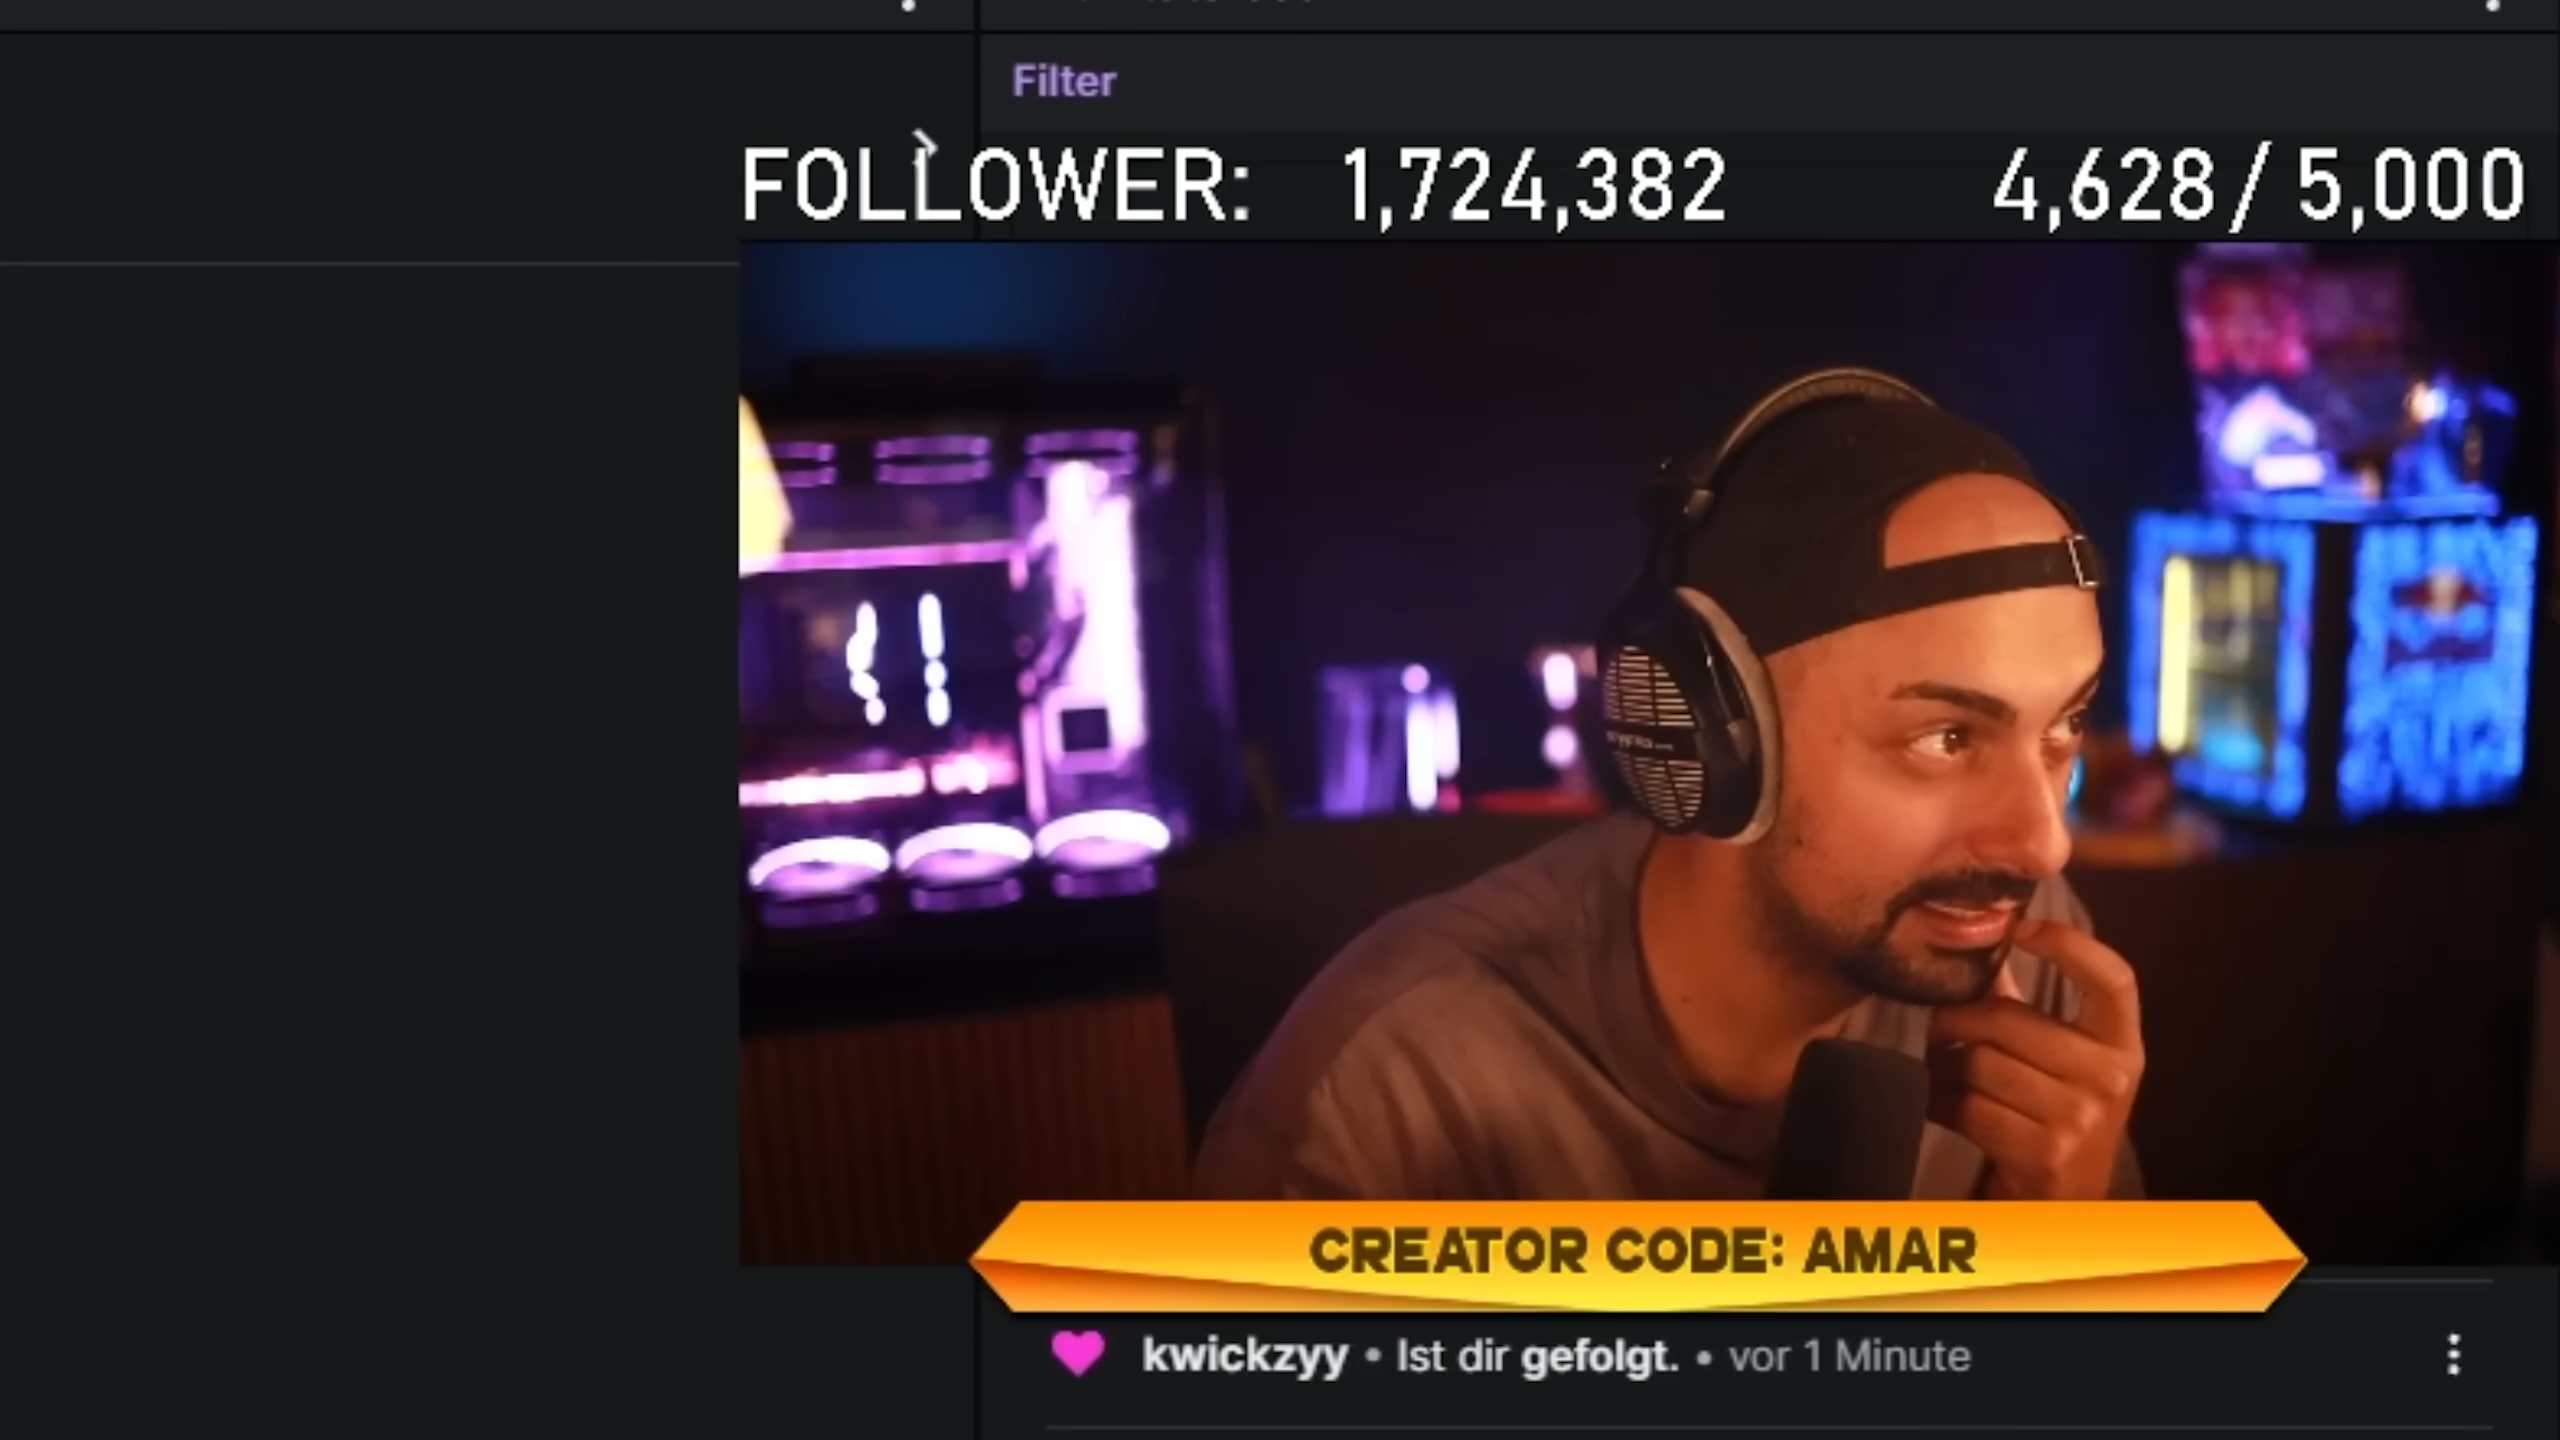 Filter
FOLLOWER: 1,724,382 4,628 / 5,000
CREATOR CODE: AMAR
kwickzyy • Ist dir gefolgt. • vor 1 Minute